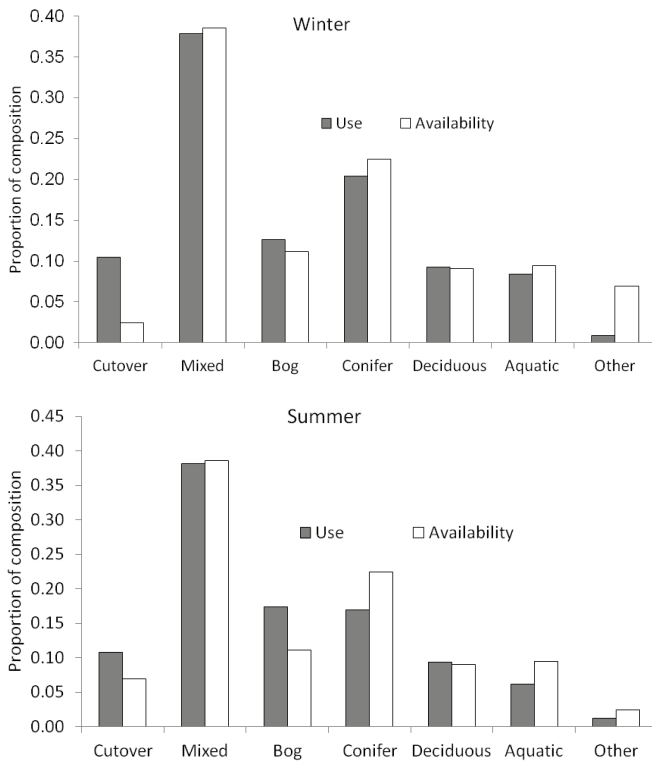 Winter
Proportion of composition
0.40
0.35
0.30
0.25
0.20
0.15
0.10
0.05
0.00
Use Availability
Cutover Mixed Bog Conifer Deciduous Aquatic Other
Summer
Proportion of composition
0.45
0.40
0.35
0.30
0.25
0.20
0.15
0.10
0.05
0.00
Use Availability
Cutover Mixed Bog Conifer Deciduous Aquatic Other